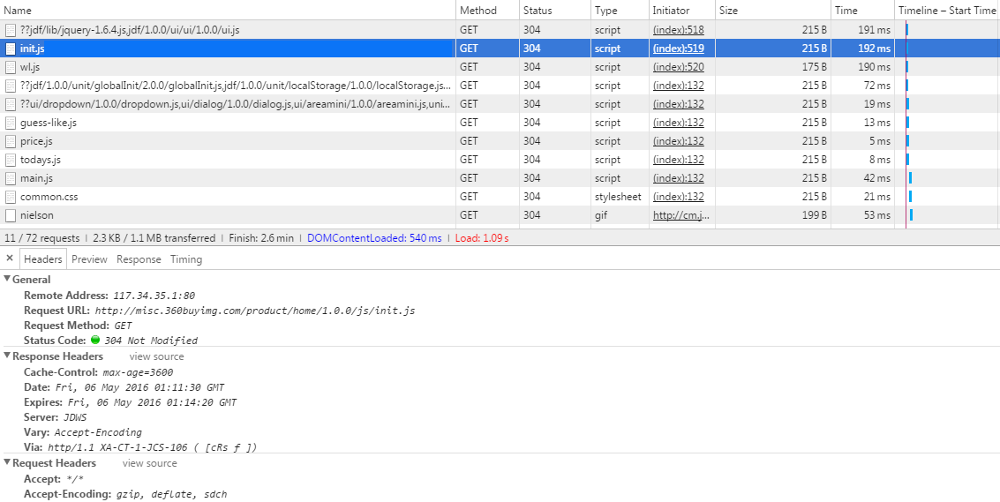 Name Method Status Type Initiator Size Time Timeline – Start Time
??jdf/lib/jquery-1.6.4.js,jdf/1.0.0/ui/ui/1.0.0/ui.js GET 304 script (index):518 215 B 191 ms
init.js GET 304 script (index):519 215 B 192 ms
wl.js GET 304 script (index):520 175 B 190 ms
??jdf/1.0.0/unit/globalInit/2.0.0/globalInit.js,jdf/1.0.0/unit/localStorage/1.0.0/localStorage.js... GET 304 script (index):132 215 B 72 ms
??ui/dropdown/1.0.0/dropdown.js,ui/dialog/1.0.0/dialog.js,ui/areamini/1.0.0/areamini.js,uni... GET 304 script (index):132 215 B 19 ms
guess-like.js GET 304 script (index):132 215 B 13 ms
price.js GET 304 script (index):132 215 B 5 ms
todays.js GET 304 script (index):132 215 B 8 ms
main.js GET 304 script (index):132 215 B 42 ms
common.css GET 304 stylesheet (index):132 215 B 21 ms
nielson GET 304 gif http://cm.j... 199 B 53 ms
11 / 72 requests | 2.3 KB / 1.1 MB transferred | Finish: 2.6 min | DOMContentLoaded: 540 ms | Load: 1.09 s
× Headers Preview Response Timing
▼General
Remote Address: 117.34.35.1:80
Request URL: http://misc.360buyimg.com/product/home/1.0.0/js/init.js
Request Method: GET
Status Code: 304 Not Modified
▼Response Headers view source
Cache-Control: max-age=3600
Date: Fri, 06 May 2016 01:11:30 GMT
Expires: Fri, 06 May 2016 01:14:20 GMT
Server: JDWS
Vary: Accept-Encoding
Via: http/1.1 XA-CT-1-JCS-106 ( [cRs f ])
▼Request Headers view source
Accept: */*
Accept-Encoding: gzip, deflate, sdch